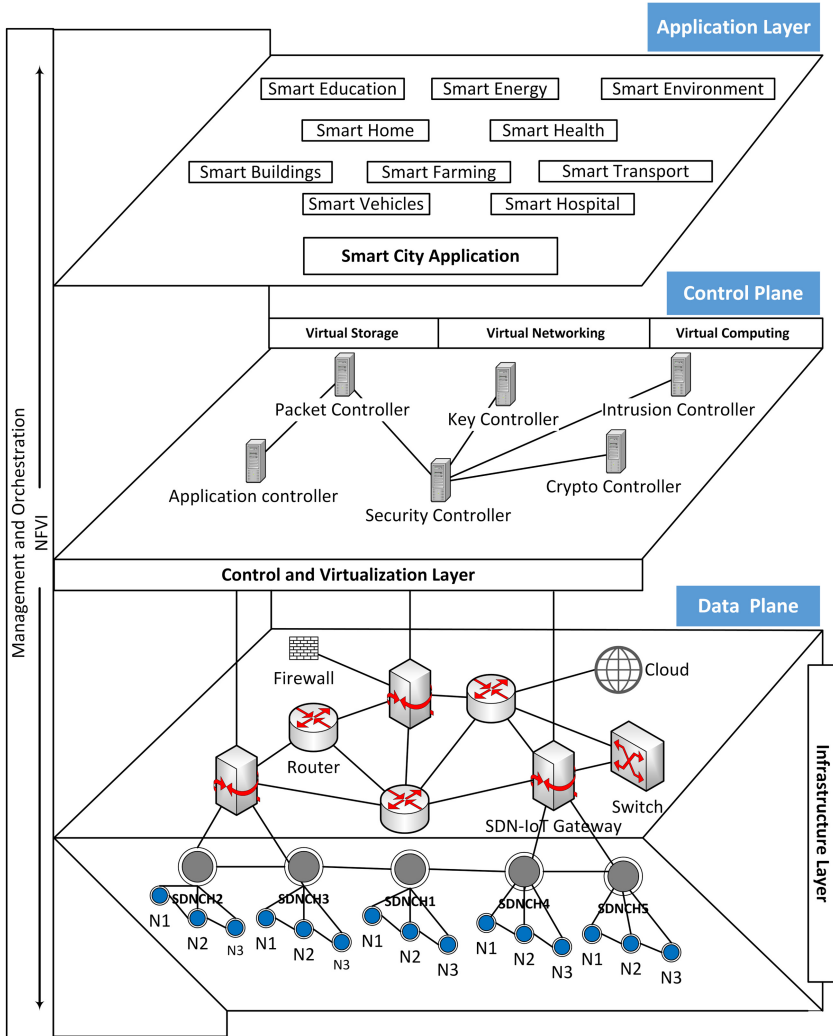 Application Layer
Smart Education
Smart Energy
Smart Environment
Smart Home
Smart Health
Smart Buildings
Smart Farming
Smart Transport
Smart Vehicles
Smart Hospital
Smart City Application
Control Plane
Virtual Storage
Virtual Networking
Virtual Computing
Packet Controller
Key Controller
Intrusion Controller
Application controller
Security Controller
Crypto Controller
Management and Orchestration
NFVI
Control and Virtualization Layer
Data Plane
Firewall
Cloud
Router
Switch
SDN-IoT Gateway
Infrastructure Layer
SDNCH2
SDNCH3
SDNCH1
SDNCH4
SDNCH5
N1
N2
N3
N1
N2
N3
N1
N2
N3
N1
N2
N3
N1
N2
N3